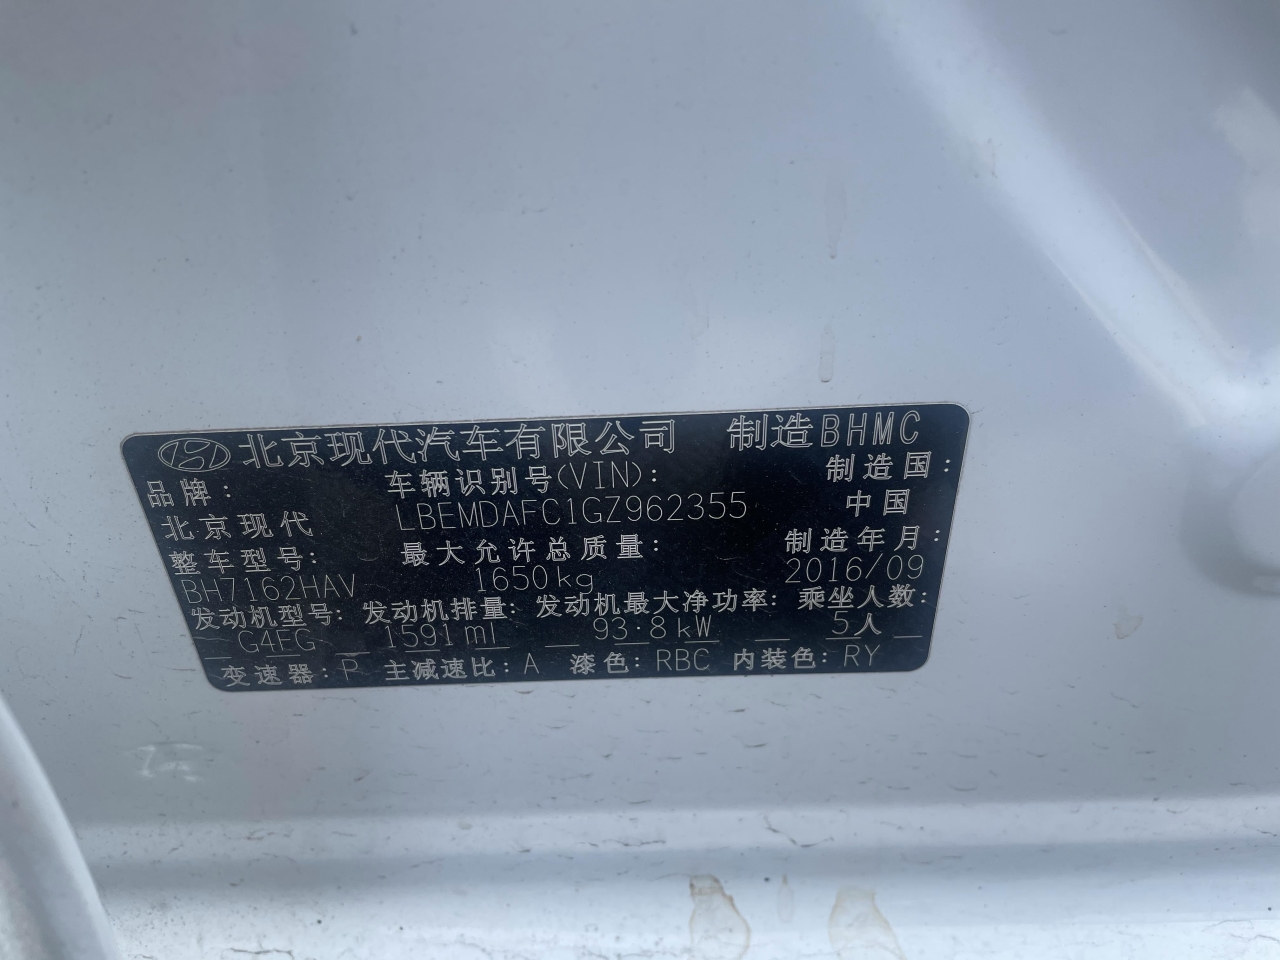 北京现代汽车有限公司 制造BHMC
品牌: 车辆识别号(VIN): 制造国:
北京现代 LBEMDAFC1GZ962355 中国
整车型号: 最大允许总质量: 制造年月:
BH7162HAV 1650kg 2016/09
发动机型号: 发动机排量: 发动机最大净功率: 乘坐人数:
G4FG 1591ml 93.8kW 5人
变速器: P 主减速比: A 漆色: RBC 内装色: RY